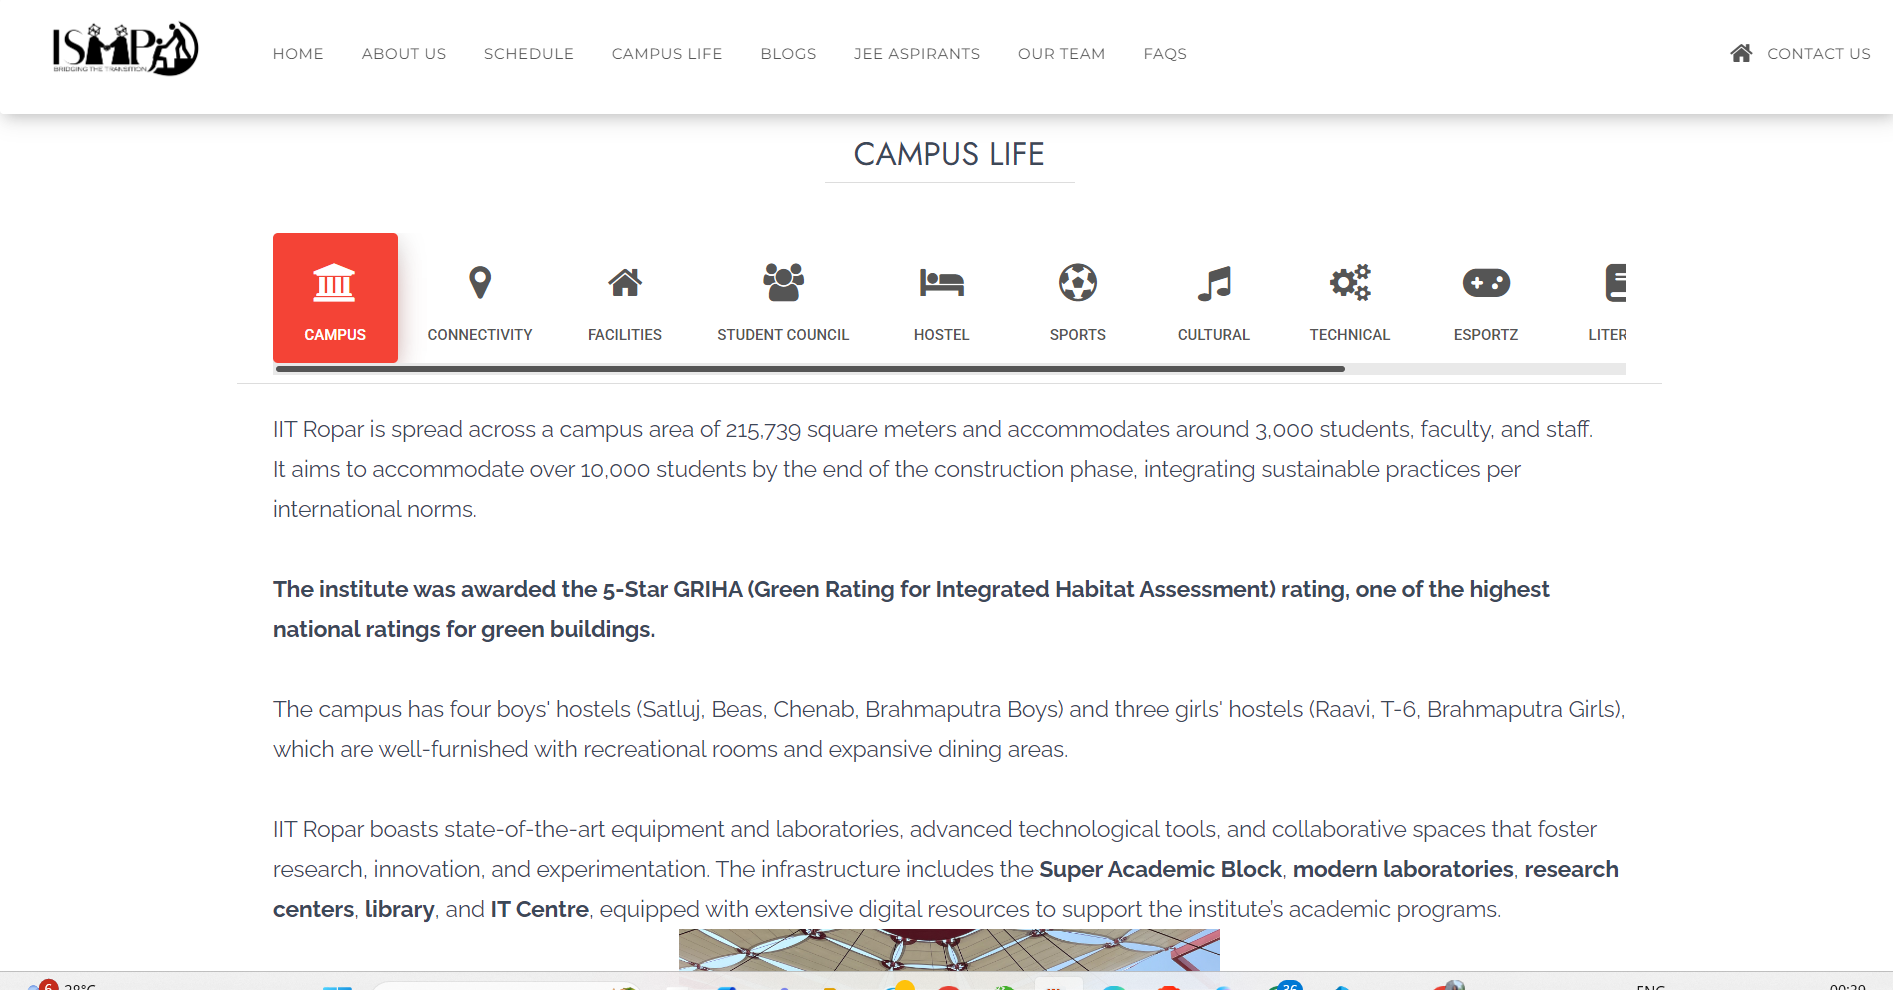 ISMP
BRIDGING THE TRANSITION
HOME ABOUT US SCHEDULE CAMPUS LIFE BLOGS JEE ASPIRANTS OUR TEAM FAQS CONTACT US
CAMPUS LIFE
CAMPUS CONNECTIVITY FACILITIES STUDENT COUNCIL HOSTEL SPORTS CULTURAL TECHNICAL ESPORTZ LITER
IIT Ropar is spread across a campus area of 215,739 square meters and accommodates around 3,000 students, faculty, and staff.
It aims to accommodate over 10,000 students by the end of the construction phase, integrating sustainable practices per
international norms.
The institute was awarded the 5-Star GRIHA (Green Rating for Integrated Habitat Assessment) rating, one of the highest
national ratings for green buildings.
The campus has four boys' hostels (Satluj, Beas, Chenab, Brahmaputra Boys) and three girls' hostels (Raavi, T-6, Brahmaputra Girls),
which are well-furnished with recreational rooms and expansive dining areas.
IIT Ropar boasts state-of-the-art equipment and laboratories, advanced technological tools, and collaborative spaces that foster
research, innovation, and experimentation. The infrastructure includes the Super Academic Block, modern laboratories, research
centers, library, and IT Centre, equipped with extensive digital resources to support the institute’s academic programs.
6 28°C 36 ENG 00:39